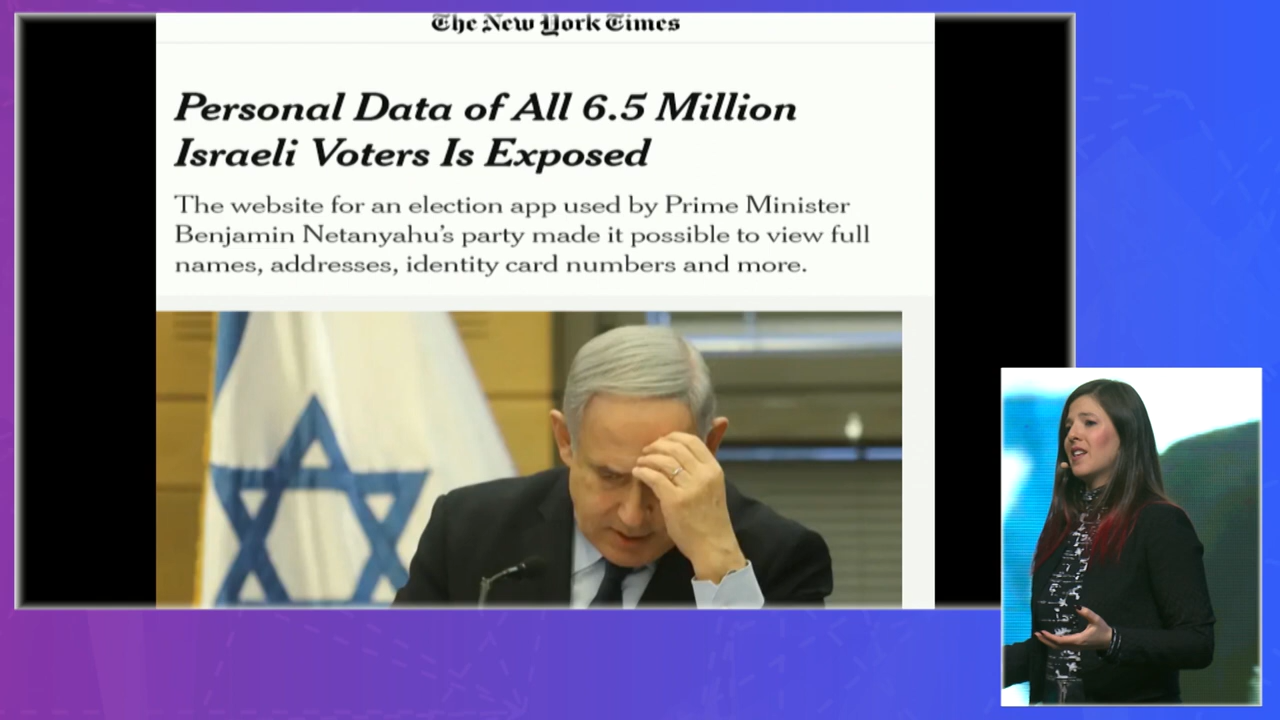 The New York Times
Personal Data of All 6.5 Million
Israeli Voters Is Exposed
The website for an election app used by Prime Minister
Benjamin Netanyahu's party made it possible to view full
names, addresses, identity card numbers and more.